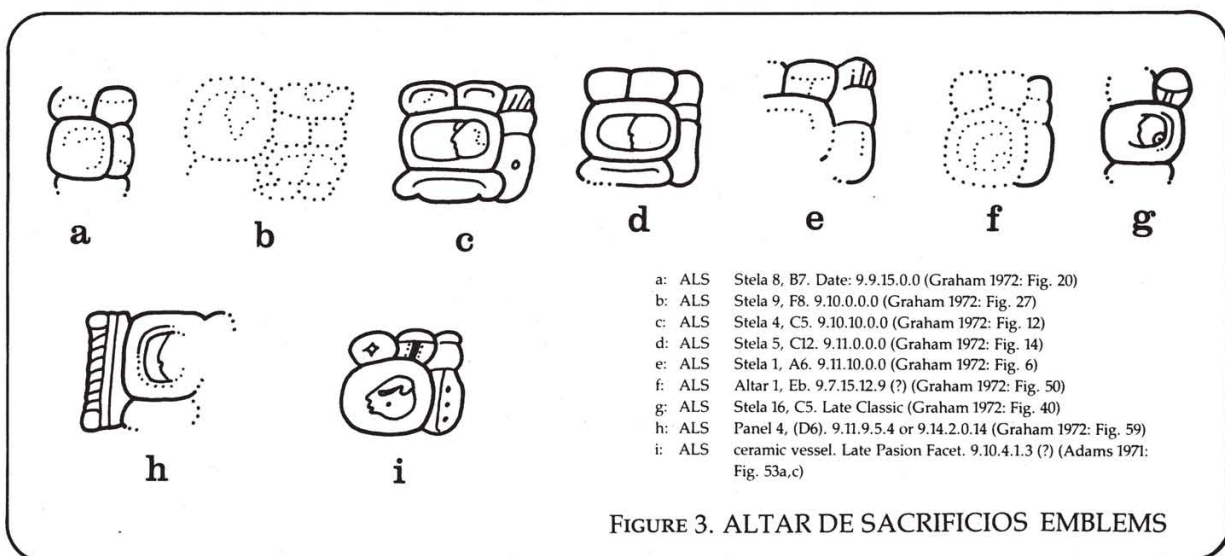 a
b
c
d
e
f
g
h
i
a: ALS Stela 8, B7. Date: 9.9.15.0.0 (Graham 1972: Fig. 20)
b: ALS Stela 9, F8. 9.10.0.0.0 (Graham 1972: Fig. 27)
c: ALS Stela 4, C5. 9.10.10.0.0 (Graham 1972: Fig. 12)
d: ALS Stela 5, C12. 9.11.0.0.0 (Graham 1972: Fig. 14)
e: ALS Stela 1, A6. 9.11.10.0.0 (Graham 1972: Fig. 6)
f: ALS Altar 1, Eb. 9.7.15.12.9 (?) (Graham 1972: Fig. 50)
g: ALS Stela 16, C5. Late Classic (Graham 1972: Fig. 40)
h: ALS Panel 4, (D6). 9.11.9.5.4 or 9.14.2.0.14 (Graham 1972: Fig. 59)
i: ALS ceramic vessel. Late Pasion Facet. 9.10.4.1.3 (?) (Adams 1971:
Fig. 53a,c)
FIGURE 3. ALTAR DE SACRIFICIOS EMBLEMS